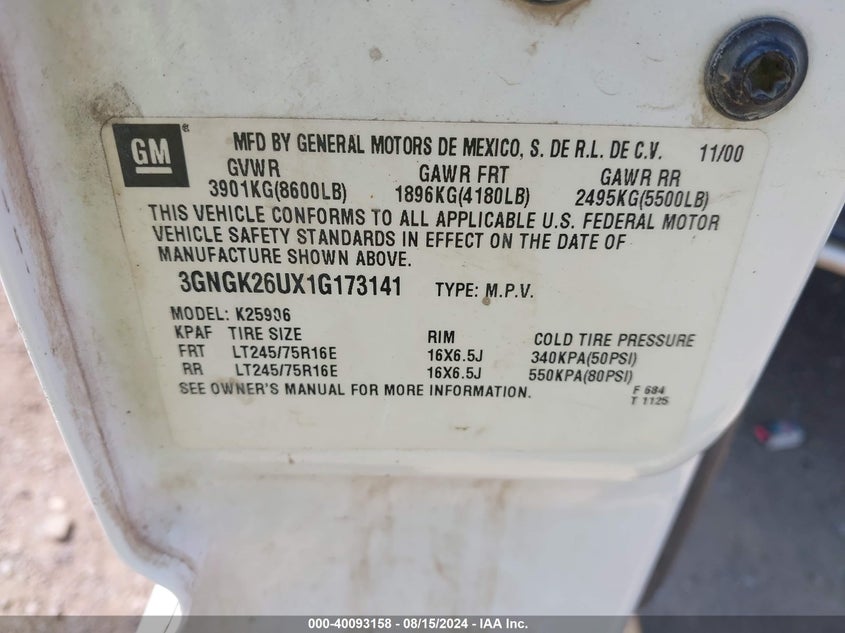 GM ® MFD BY GENERAL MOTORS DE MEXICO, S. DE R.L. DE C.V. 11/00
GVWR GAWR FRT GAWR RR
3901KG(8600LB) 1896KG(4180LB) 2495KG(5500LB)
THIS VEHICLE CONFORMS TO ALL APPLICABLE U.S. FEDERAL MOTOR
VEHICLE SAFETY STANDARDS IN EFFECT ON THE DATE OF
MANUFACTURE SHOWN ABOVE.
3GNGK26UX1G173141 TYPE: M.P.V.
MODEL: K25906
KPAF TIRE SIZE RIM COLD TIRE PRESSURE
FRT LT245/75R16E 16X6.5J 340KPA(50PSI)
RR LT245/75R16E 16X6.5J 550KPA(80PSI)
SEE OWNER'S MANUAL FOR MORE INFORMATION.
F 684
T 1125
000-40093158 - 08/15/2024 - IAA Inc.